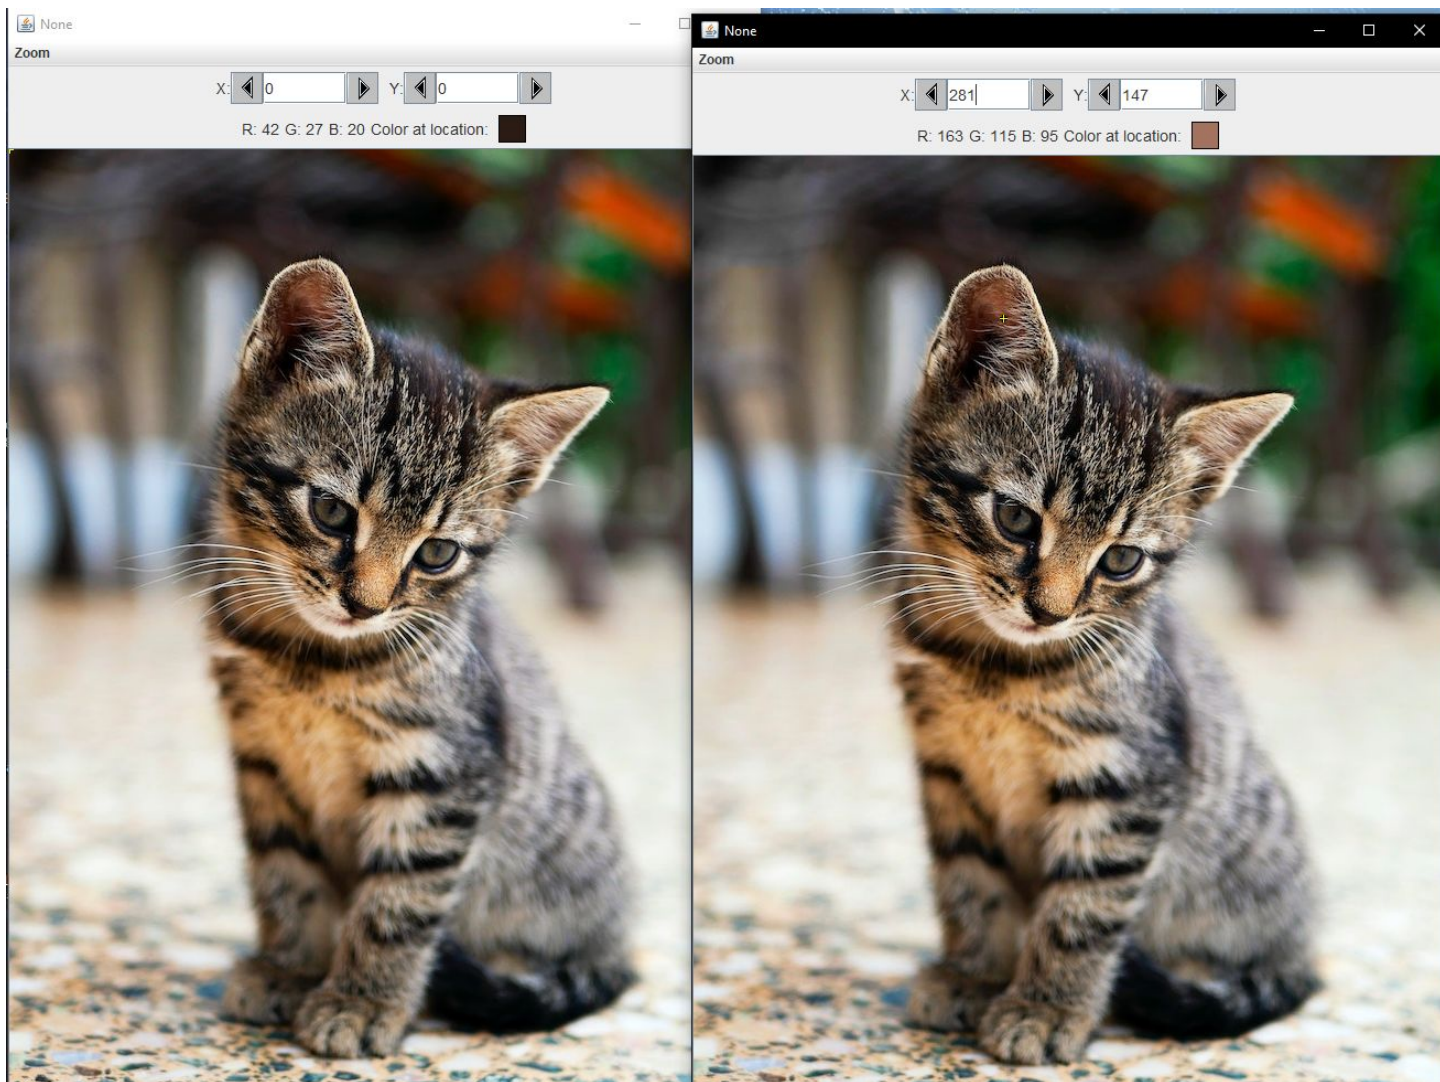 None
Zoom
X: 0 Y: 0
R: 42 G: 27 B: 20 Color at location:
None
Zoom
X: 281 Y: 147
R: 163 G: 115 B: 95 Color at location: